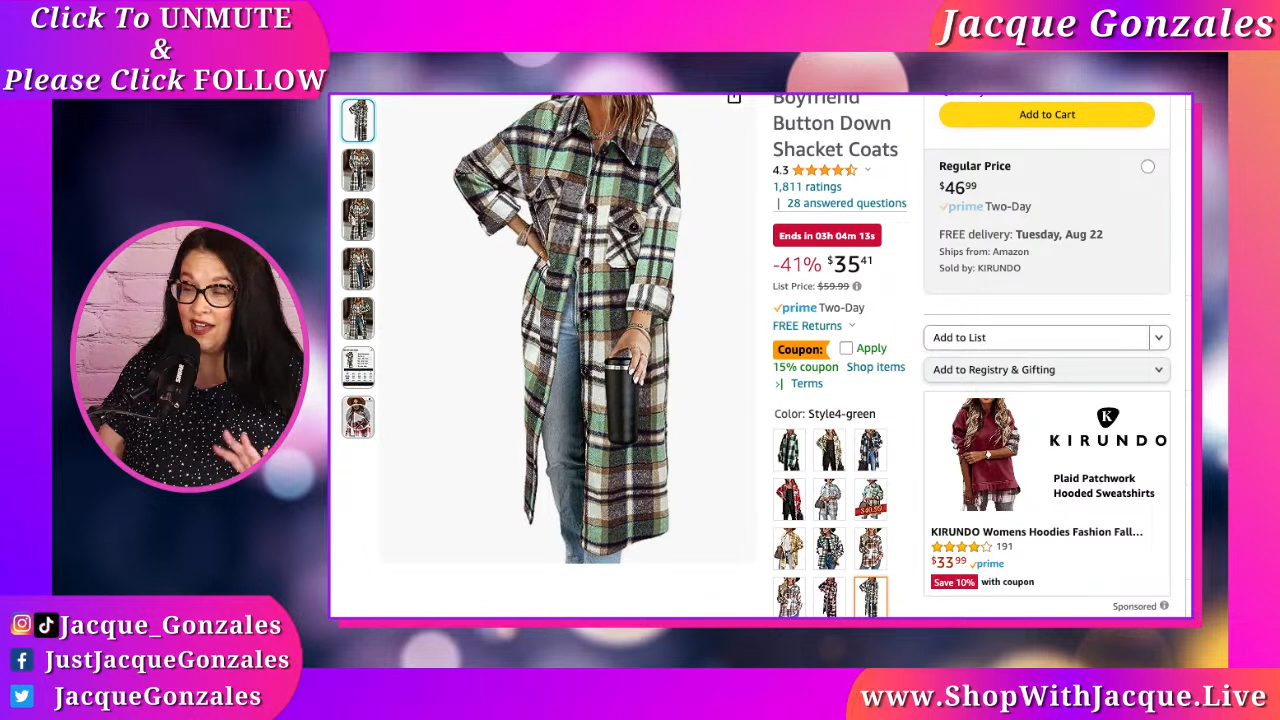 Click To UNMUTE
&
Please Click FOLLOW
Jacque Gonzales
Boyfriend
Button Down
Shacket Coats
4.3
1,811 ratings
| 28 answered questions
Ends in 03h 04m 13s
-41% $35 41
List Price: $59.99
prime Two-Day
FREE Returns
Coupon: Apply
15% coupon Shop items
>| Terms
Color: Style4-green
$40.99
Add to Cart
Regular Price
$46 99
prime Two-Day
FREE delivery: Tuesday, Aug 22
Ships from: Amazon
Sold by: KIRUNDO
Add to List
Add to Registry & Gifting
K
KIRUNDO
Plaid Patchwork
Hooded Sweatshirts
KIRUNDO Womens Hoodies Fashion Fall...
191
$33 99 prime
Save 10% with coupon
Sponsored
Jacque_Gonzales
JustJacqueGonzales
JacqueGonzales
www.ShopWithJacque.Live